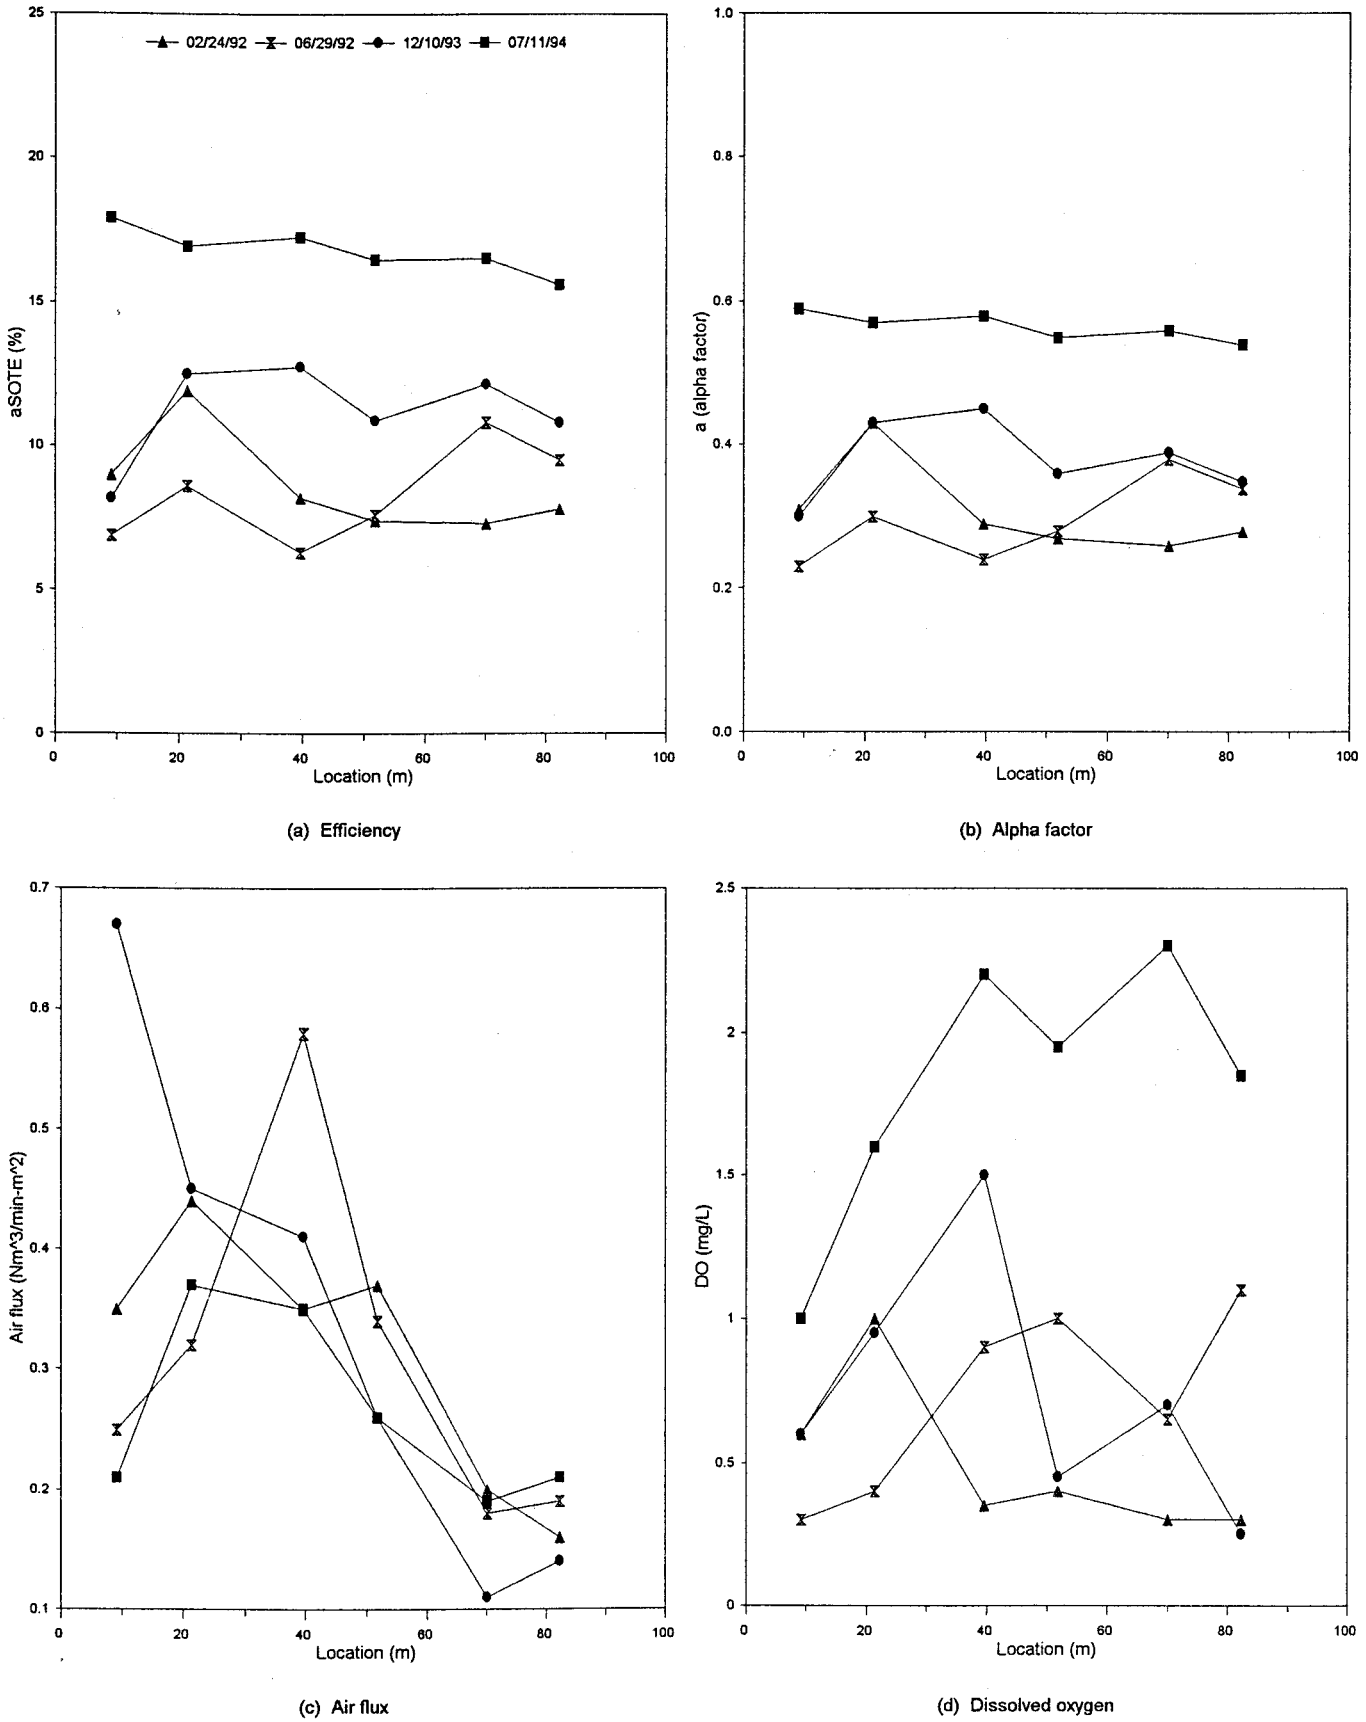 25
20
15
10
5
0
aSOTE (%)
02/24/92 06/29/92 12/10/93 07/11/94
0 20 40 60 80 100
Location (m)
(a) Efficiency
1.0
0.8
0.6
0.4
0.2
0.0
a (alpha factor)
0 20 40 60 80 100
Location (m)
(b) Alpha factor
0.7
0.6
0.5
0.4
0.3
0.2
0.1
Air flux (Nm^3/min-m^2)
0 20 40 60 80 100
Location (m)
(c) Air flux
2.5
2
1.5
1
0.5
0
DO (mg/L)
0 20 40 60 80 100
Location (m)
(d) Dissolved oxygen